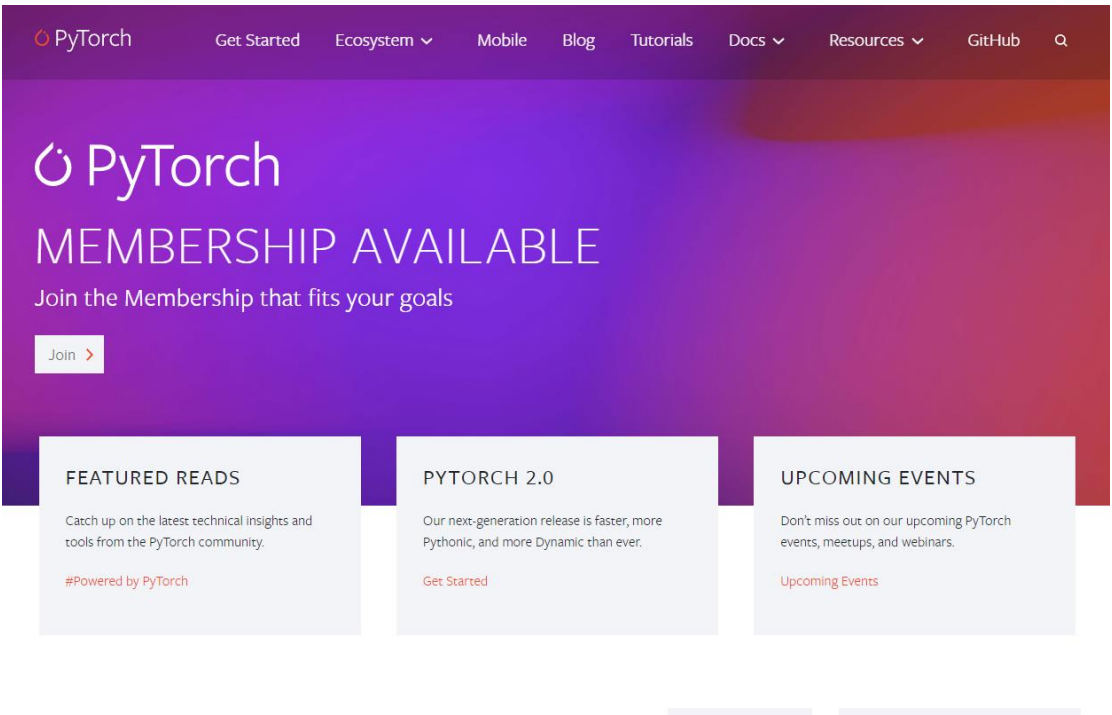 PyTorch Get Started Ecosystem Mobile Blog Tutorials Docs Resources GitHub
PyTorch
MEMBERSHIP AVAILABLE
Join the Membership that fits your goals
Join
FEATURED READS
Catch up on the latest technical insights and
tools from the PyTorch community.
#Powered by PyTorch
PYTORCH 2.0
Our next-generation release is faster, more
Pythonic, and more Dynamic than ever.
Get Started
UPCOMING EVENTS
Don't miss out on our upcoming PyTorch
events, meetups, and webinars.
Upcoming Events